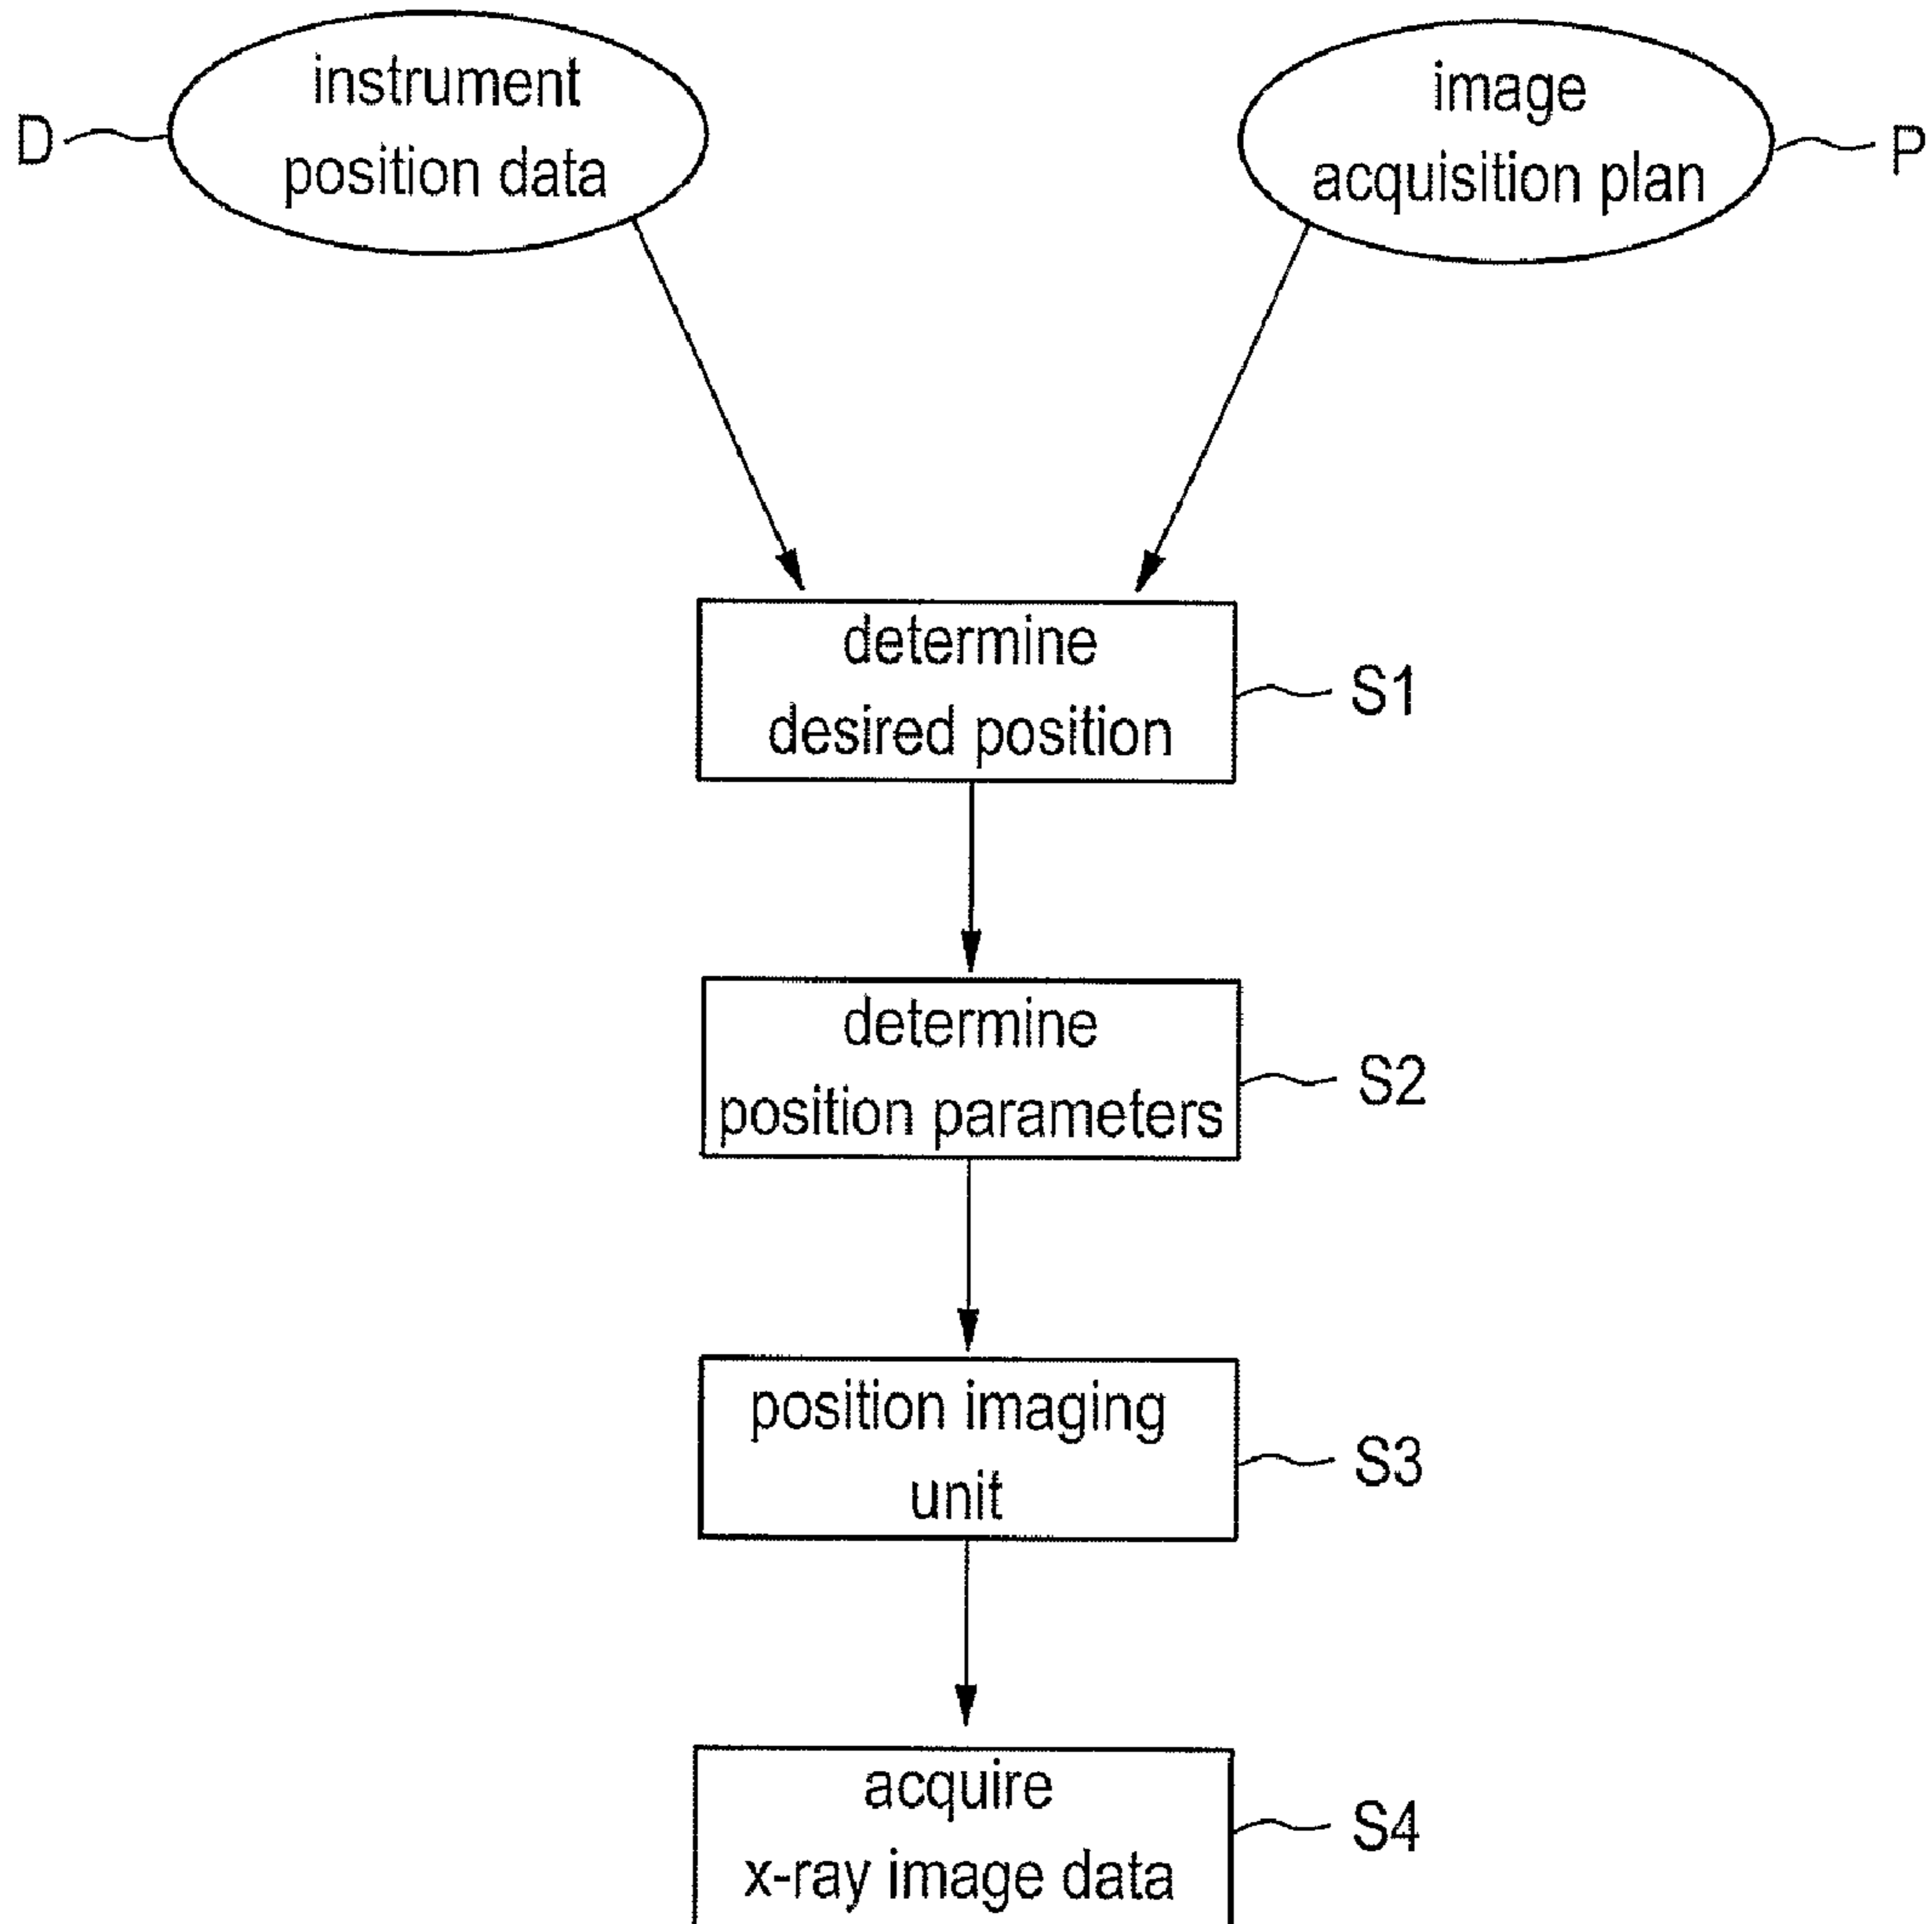 D
instrument
position data
image
acquisition plan
P
determine
desired position
S1
determine
position parameters
S2
position imaging
unit
S3
acquire
x-ray image data
S4